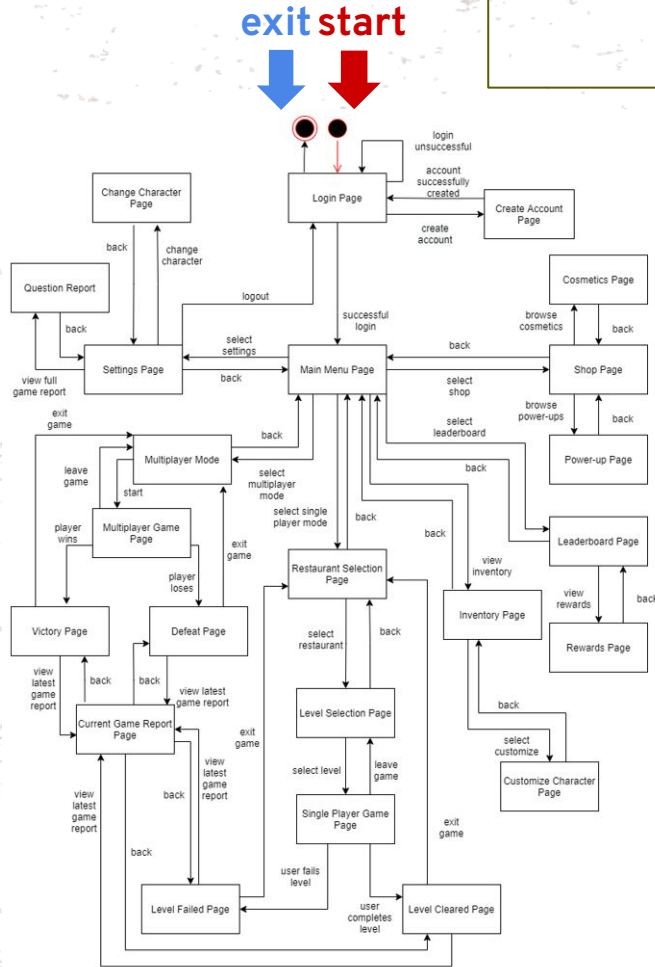 exit start
login
unsuccessful
account
successfully
created
Change Character
Page
Login Page
Create Account
Page
create
account
back
change
character
Cosmetics Page
Question Report
logout
browse
cosmetics
back
back
successful
login
select
settings
back
Settings Page
Main Menu Page
Shop Page
view full
game report
back
select
shop
exit
game
browse
power-ups
back
select
leaderboard
back
Multiplayer Mode
back
Power-up Page
leave
game
select
multiplayer
mode
start
select single
player mode
back
back
Multiplayer Game
Page
player
wins
exit
game
Leaderboard Page
view
inventory
Restaurant Selection
Page
player
loses
view
rewards
back
Victory Page
Defeat Page
Inventory Page
Rewards Page
select
restaurant
back
view latest
game
report
back
back
view latest
game report
back
Level Selection Page
Current Game Report
Page
exit
game
select
customize
select level
leave
game
view latest
game
report
Customize Character
Page
view
latest
game
report
back
Single Player Game
Page
exit
game
back
user fails
level
Level Failed Page
user
completes
level
Level Cleared Page